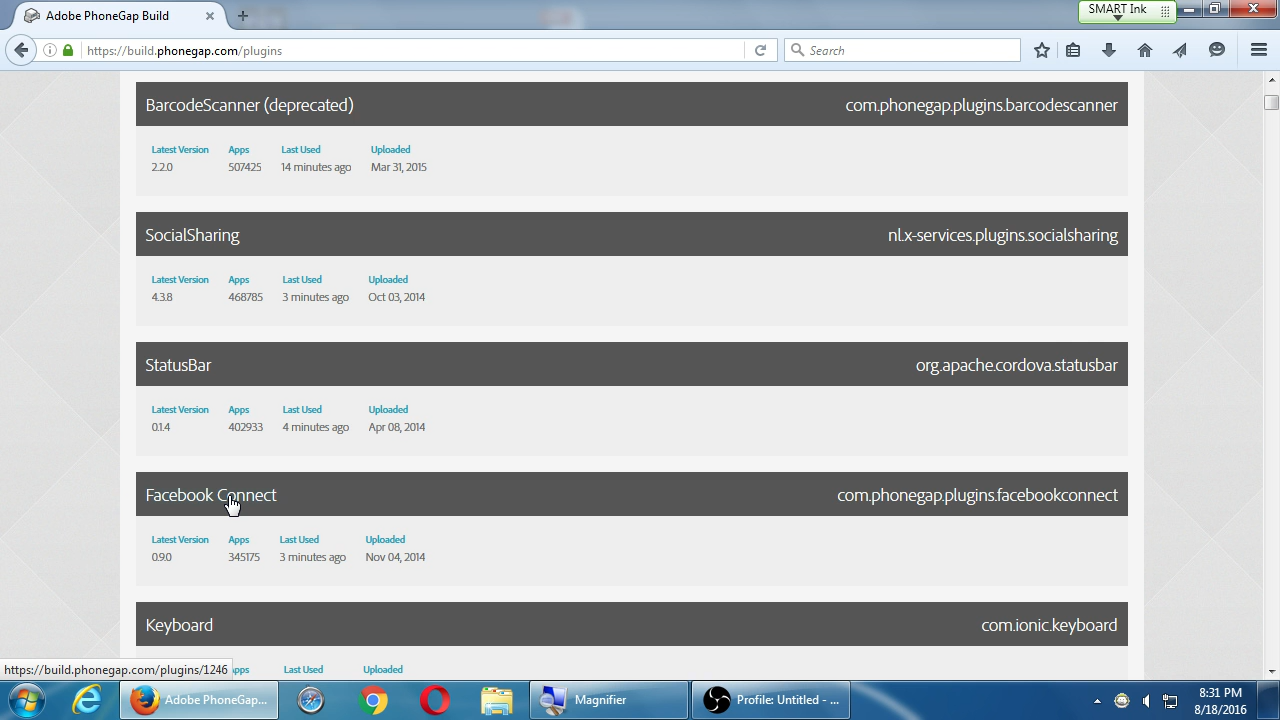 Adobe PhoneGap Build
SMART Ink
https://build.phonegap.com/plugins
Search
BarcodeScanner (deprecated) com.phonegap.plugins.barcodescanner
Latest Version Apps Last Used Uploaded
2.2.0 507425 14 minutes ago Mar 31, 2015
SocialSharing nl.x-services.plugins.socialsharing
Latest Version Apps Last Used Uploaded
4.3.8 468785 3 minutes ago Oct 03, 2014
StatusBar org.apache.cordova.statusbar
Latest Version Apps Last Used Uploaded
0.1.4 402933 4 minutes ago Apr 08, 2014
Facebook Connect com.phonegap.plugins.facebookconnect
Latest Version Apps Last Used Uploaded
0.9.0 345175 3 minutes ago Nov 04, 2014
Keyboard com.ionic.keyboard
https://build.phonegap.com/plugins/1246 Apps Last Used Uploaded
Adobe PhoneGap... Magnifier Profile: Untitled - ...
8:31 PM
8/18/2016